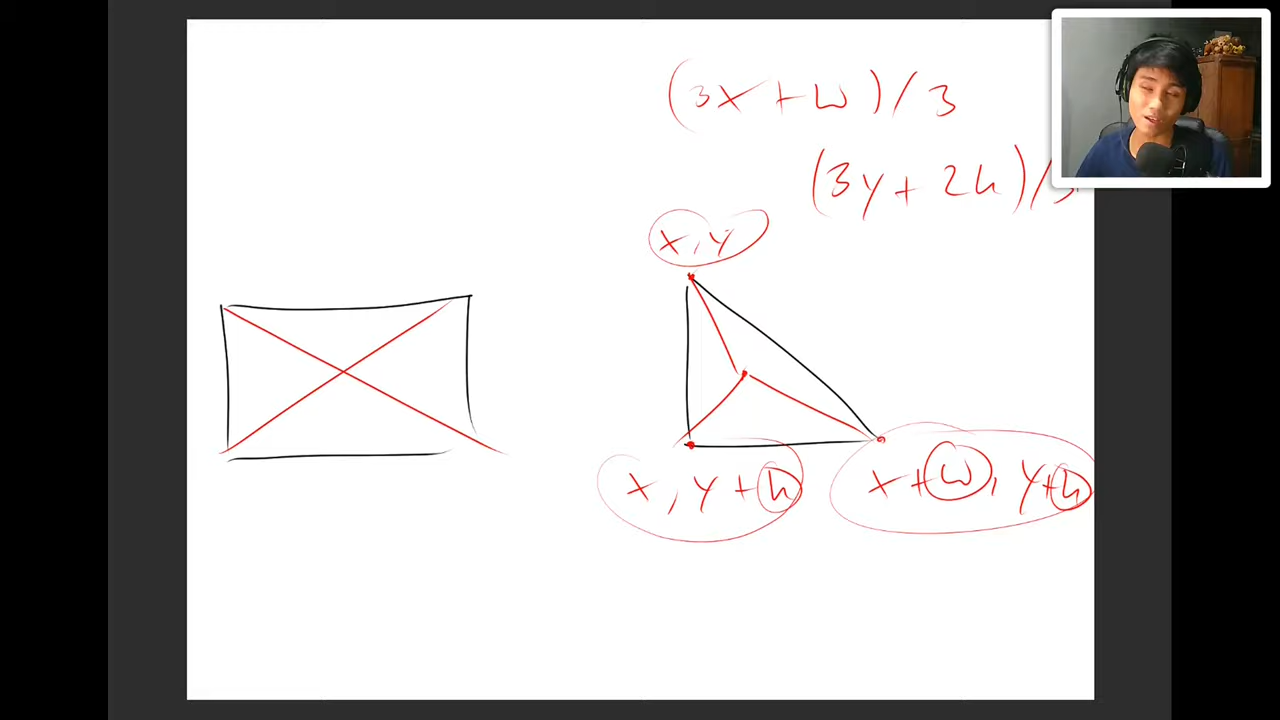 (3x + w) / 3
(3y + 2h) / 3
x, y
x, y + h
x + w, y + h